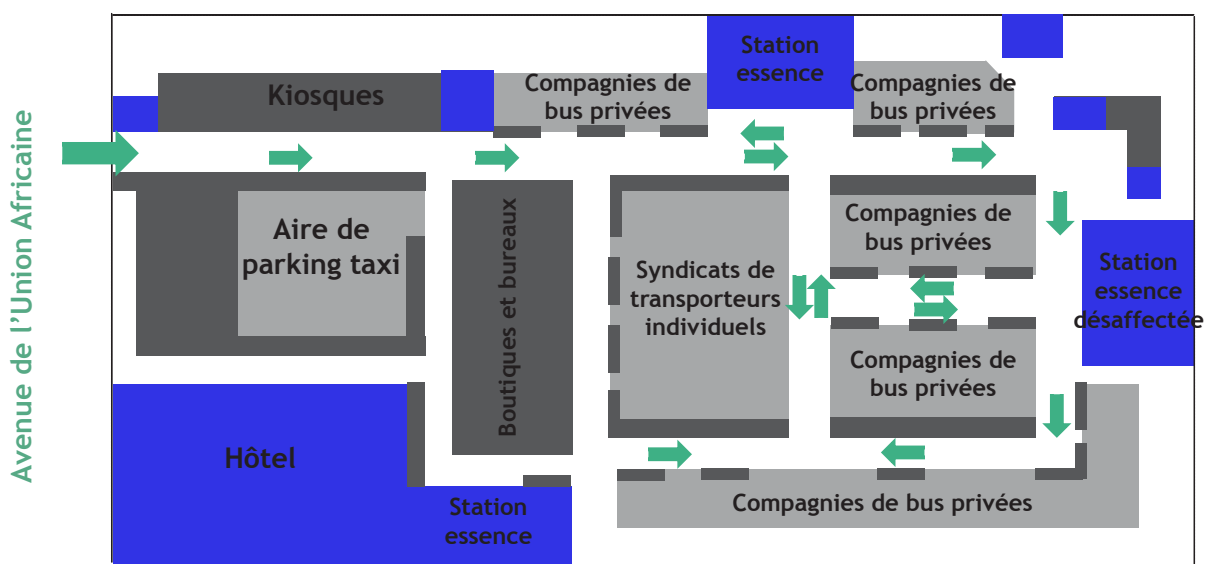 Avenue de l'Union Africaine
Kiosques
Compagnies de
bus privées
Station
essence
Compagnies de
bus privées
Aire de
parking taxi
Boutiques et bureaux
Syndicats de
transporteurs
individuels
Compagnies de
bus privées
Station
essence
désaffectée
Compagnies de
bus privées
Hôtel
Station
essence
Compagnies de bus privées